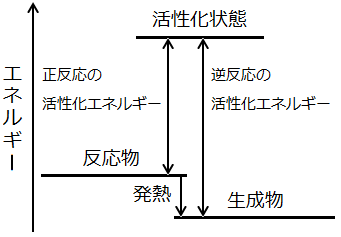 活性化状態
正反応の
活性化エネルギー
逆反応の
活性化エネルギー
エネルギー
反応物
発熱
生成物